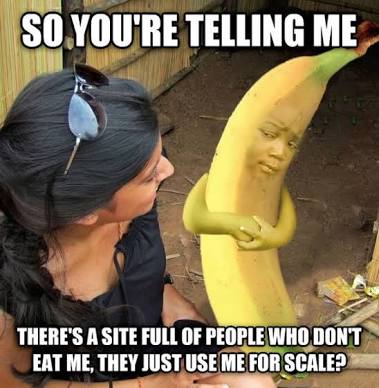 SO YOU'RE TELLING ME
THERE'S A SITE FULL OF PEOPLE WHO DON'T
EAT ME, THEY JUST USE ME FOR SCALE?